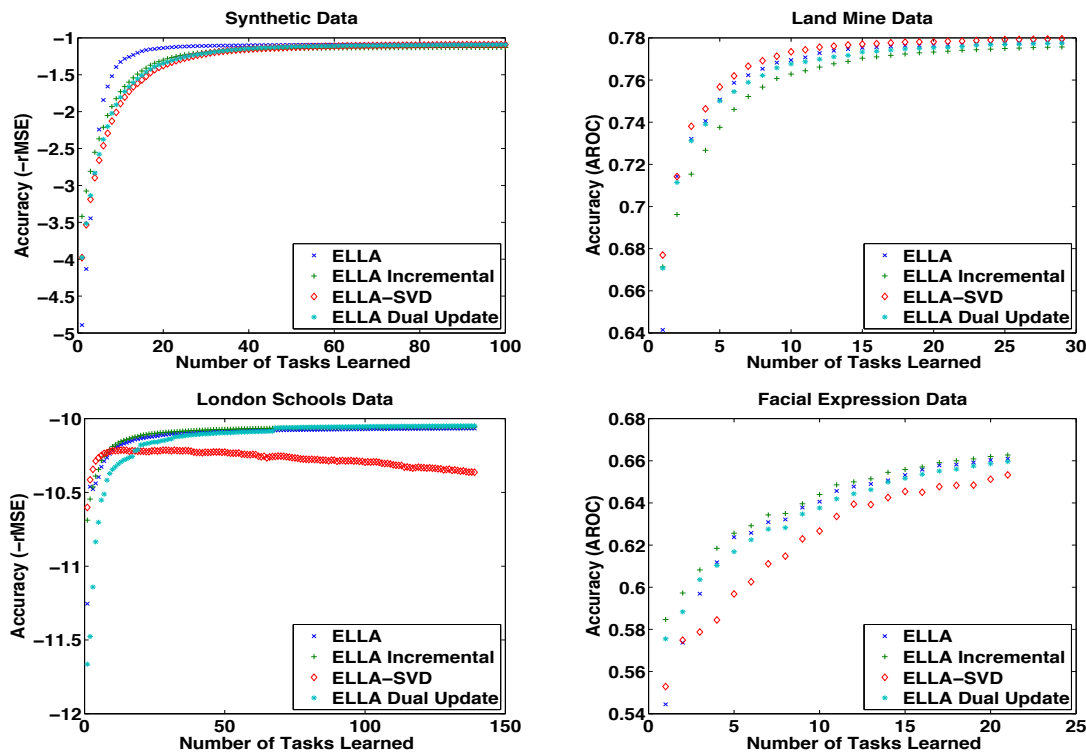 Synthetic Data
Accuracy (−rMSE)
−1
−1.5
−2
−2.5
−3
−3.5
−4
−4.5
−5
0 20 40 60 80 100
Number of Tasks Learned
ELLA
ELLA Incremental
ELLA−SVD
ELLA Dual Update
Land Mine Data
Accuracy (AROC)
0.78
0.76
0.74
0.72
0.7
0.68
0.66
0.64
0 5 10 15 20 25 30
Number of Tasks Learned
ELLA
ELLA Incremental
ELLA−SVD
ELLA Dual Update
London Schools Data
Accuracy (−rMSE)
−10
−10.5
−11
−11.5
−12
0 50 100 150
Number of Tasks Learned
ELLA
ELLA Incremental
ELLA−SVD
ELLA Dual Update
Facial Expression Data
Accuracy (AROC)
0.68
0.66
0.64
0.62
0.6
0.58
0.56
0.54
0 5 10 15 20 25
Number of Tasks Learned
ELLA
ELLA Incremental
ELLA−SVD
ELLA Dual Update